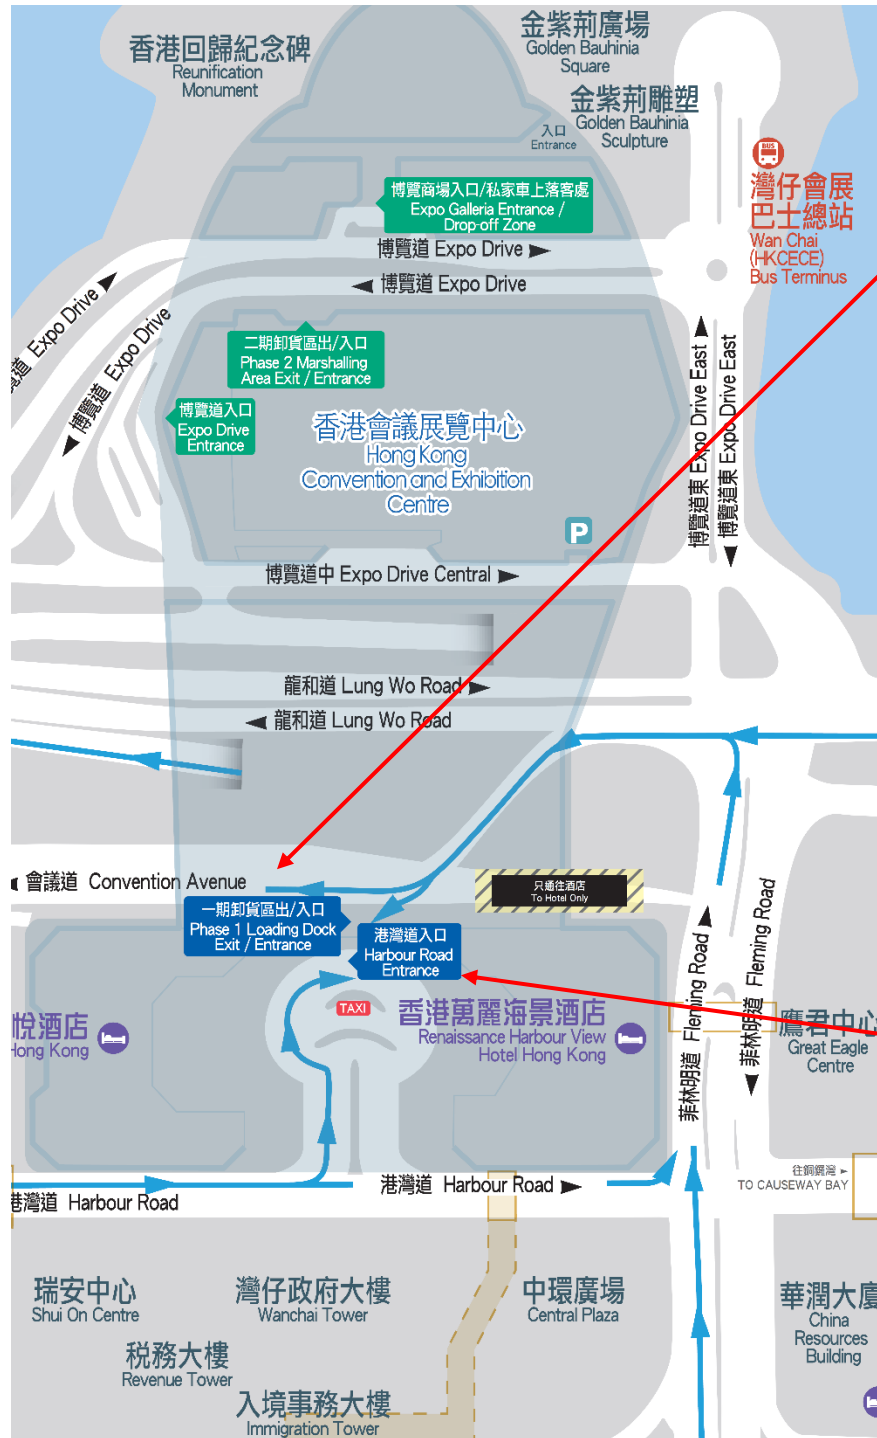 香港回歸紀念碑
Reunification
Monument
金紫荊廣場
Golden Bauhinia
Square
金紫荊雕塑
Golden Bauhinia
Sculpture
入口
Entrance
BUS
灣仔會展
巴士總站
Wan Chai
(HKCECE)
Bus Terminus
博覽商場入口/私家車上落客處
Expo Galleria Entrance /
Drop-off Zone
博覽道 Expo Drive
博覽道 Expo Drive
覽道 Expo Drive
博覽道 Expo Drive
二期卸貨區出/入口
Phase 2 Marshalling
Area Exit / Entrance
博覽道入口
Expo Drive
Entrance
香港會議展覽中心
Hong Kong
Convention and Exhibition
Centre
P
博覽道東 Expo Drive East
博覽道東 Expo Drive East
博覽道中 Expo Drive Central
龍和道 Lung Wo Road
龍和道 Lung Wo Road
會議道 Convention Avenue
只通往酒店
To Hotel Only
一期卸貨區出/入口
Phase 1 Loading Dock
Exit / Entrance
港灣道入口
Harbour Road
Entrance
TAXI
悅酒店
Hong Kong
香港萬麗海景酒店
Renaissance Harbour View
Hotel Hong Kong
菲林明道 Fleming Road
菲林明道 Fleming Road
鷹君中心
Great Eagle
Centre
往銅鑼灣
TO CAUSEWAY BAY
港灣道 Harbour Road
港灣道 Harbour Road
瑞安中心
Shui On Centre
灣仔政府大樓
Wanchai Tower
中環廣場
Central Plaza
華潤大廈
China
Resources
Building
稅務大樓
Revenue Tower
入境事務大樓
Immigration Tower